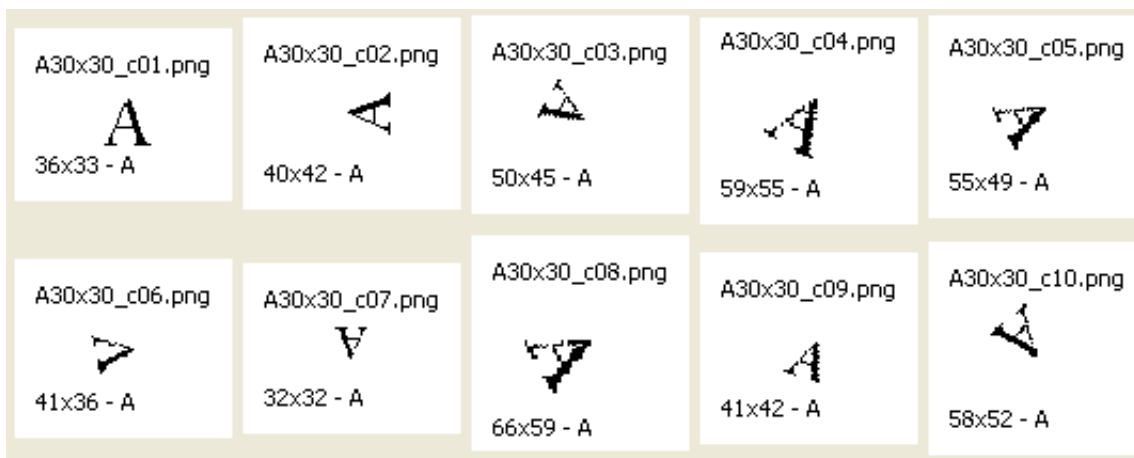 A30x30_c01.png
A
36x33 - A
A30x30_c02.png
A
40x42 - A
A30x30_c03.png
A
50x45 - A
A30x30_c04.png
A
59x55 - A
A30x30_c05.png
A
55x49 - A
A30x30_c06.png
A
41x36 - A
A30x30_c07.png
A
32x32 - A
A30x30_c08.png
A
66x59 - A
A30x30_c09.png
A
41x42 - A
A30x30_c10.png
A
58x52 - A